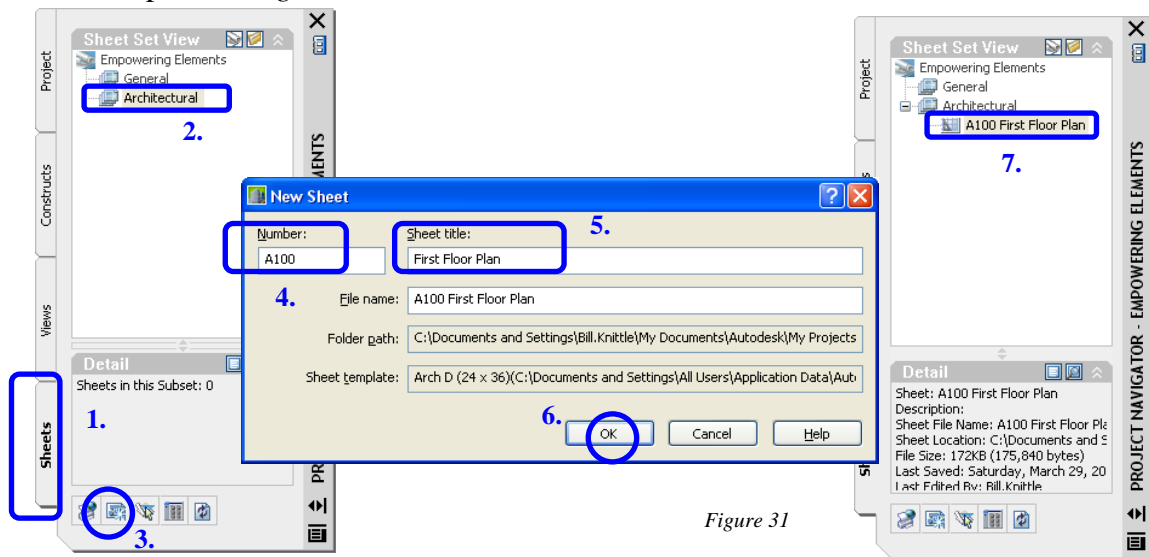 Project
Constructs
Views
Sheets
Sheet Set View
Empowering Elements
General
Architectural
2.
Detail
Sheets in this Subset: 0
1.
3.
New Sheet
Number:
Sheet title:
5.
A100
First Floor Plan
4.
File name:
A100 First Floor Plan
Folder path:
C:\Documents and Settings\Bill.Knittle\My Documents\Autodesk\My Projects
Sheet template:
Arch D (24 x 36)(C:\Documents and Settings\All Users\Application Data\Aut
6.
OK
Cancel
Help
Figure 31
Project
Sheet Set View
Empowering Elements
General
Architectural
A100 First Floor Plan
7.
Detail
Sheet: A100 First Floor Plan
Description:
Sheet File Name: A100 First Floor Pla
Sheet Location: C:\Documents and S
File Size: 172KB (175,840 bytes)
Last Saved: Saturday, March 29, 20
Last Edited By: Bill.Knittle
PROJECT NAVIGATOR - EMPOWERING ELEMENTS